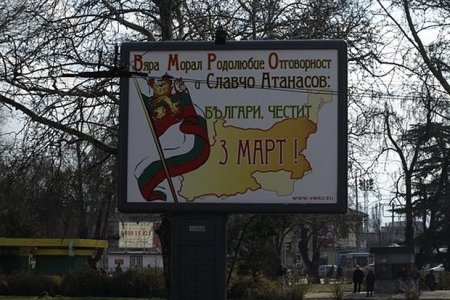 Вяра Морал Родолюбие Отговорност
и Славчо Атанасов:
БЪЛГАРИ, ЧЕСТИТ
3 МАРТ !
WWW.VMRO.EU